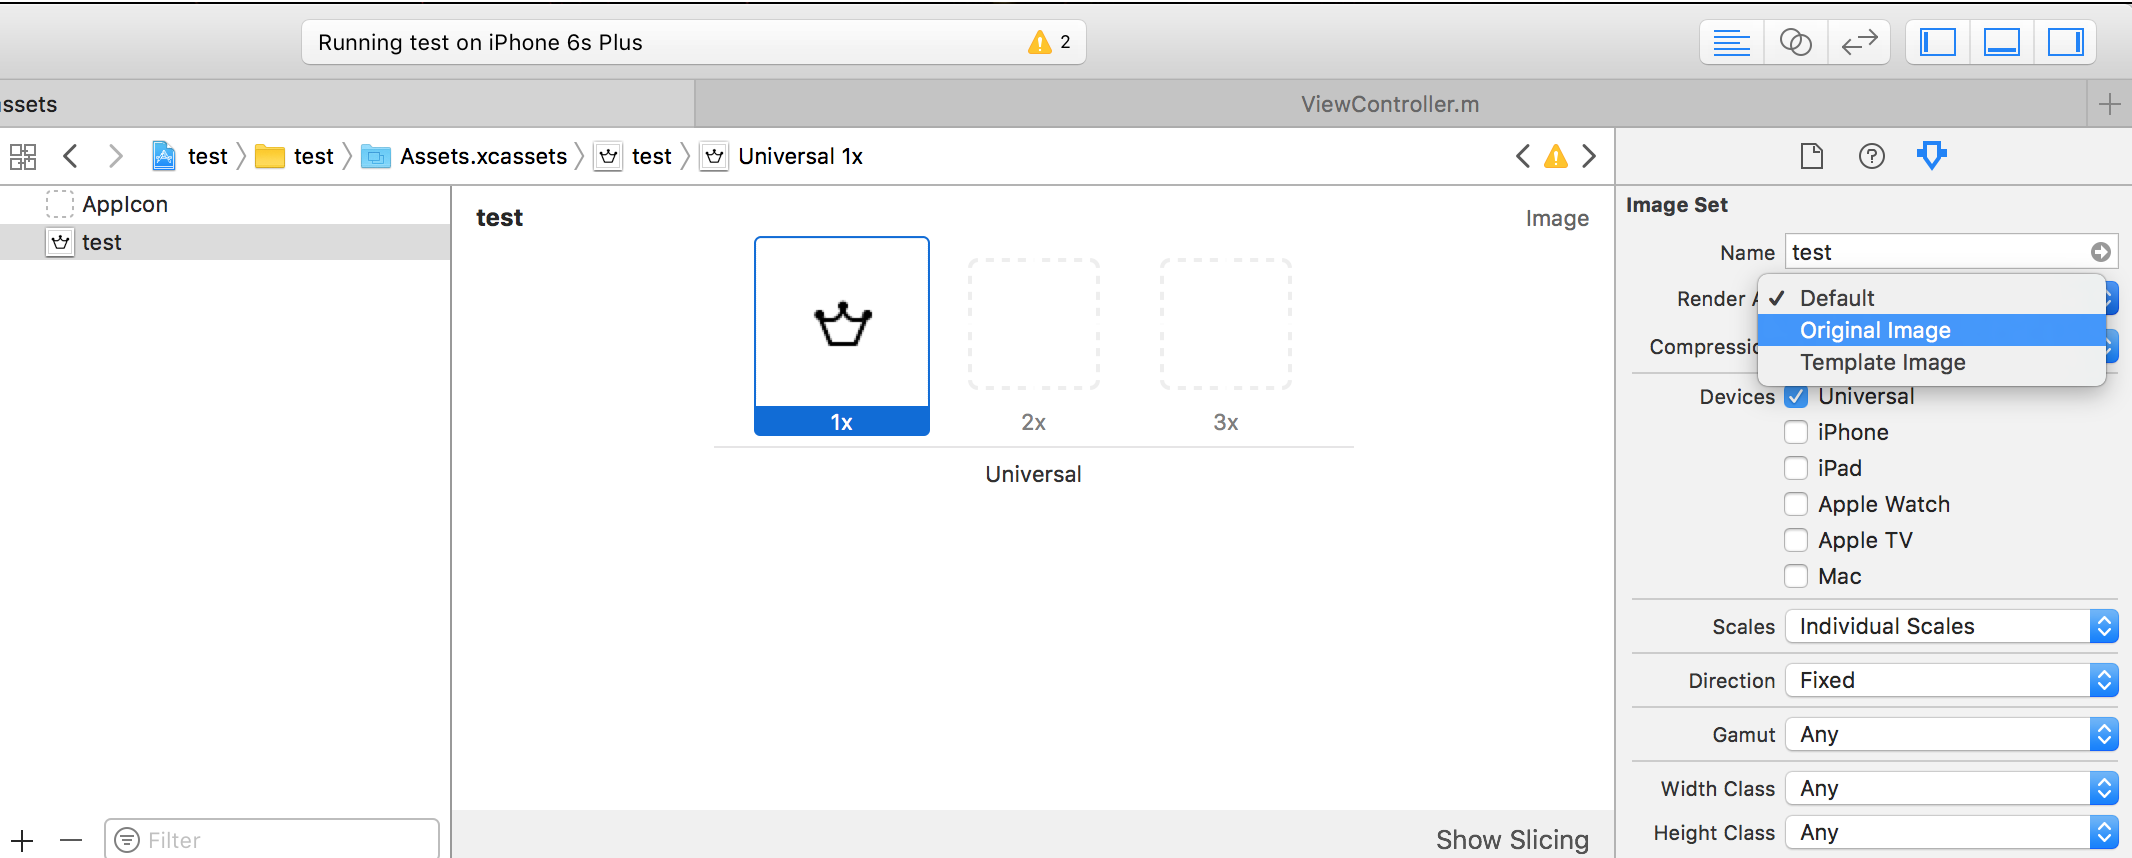 Running test on iPhone 6s Plus 2
ssets
ViewController.m
test test Assets.xcassets test Universal 1x
AppIcon
test
test
Image
1x
2x
3x
Universal
Show Slicing
Filter
Image Set
Name test
Render A
Default
Original Image
Template Image
Compressio
Devices Universal
iPhone
iPad
Apple Watch
Apple TV
Mac
Scales Individual Scales
Direction Fixed
Gamut Any
Width Class Any
Height Class Any